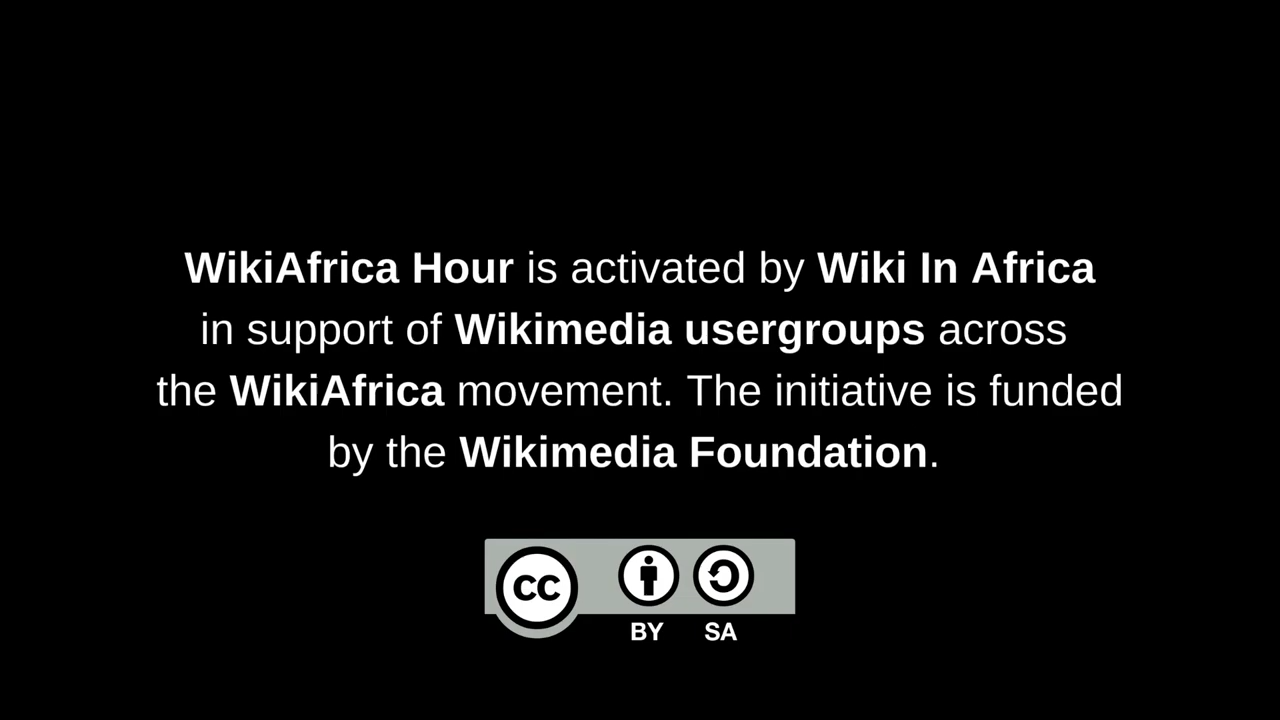 WikiAfrica Hour is activated by Wiki In Africa
in support of Wikimedia usergroups across
the WikiAfrica movement. The initiative is funded
by the Wikimedia Foundation.
cc
BY SA